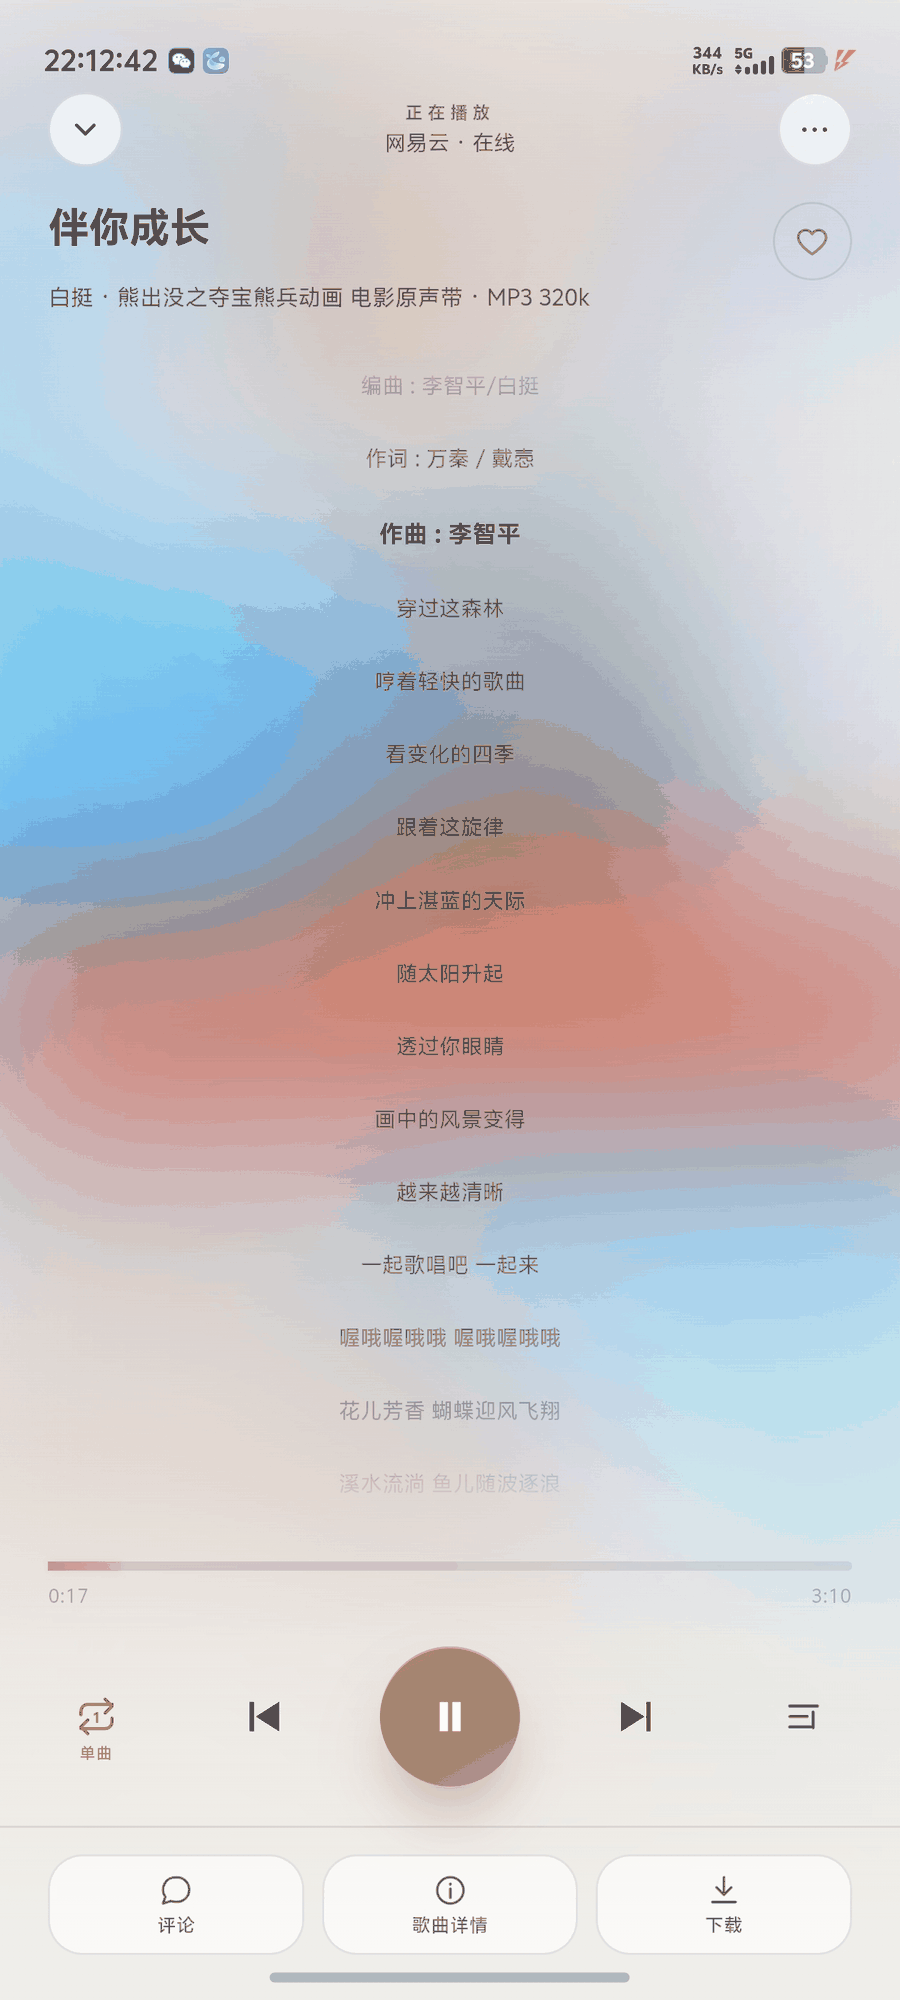 22:12:42
344 KB/s 5G 53
正在播放
网易云 · 在线
伴你成长
白挺 · 熊出没之夺宝熊兵动画 电影原声带 · MP3 320k
编曲 : 李智平/白挺
作词 : 万秦 / 戴悫
作曲 : 李智平
穿过这森林
哼着轻快的歌曲
看变化的四季
跟着这旋律
冲上湛蓝的天际
随太阳升起
透过你眼睛
画中的风景变得
越来越清晰
一起歌唱吧 一起来
喔哦喔哦哦 喔哦喔哦哦
花儿芳香 蝴蝶迎风飞翔
溪水流淌 鱼儿随波逐浪
0:17
3:10
1
单曲
评论
歌曲详情
下载